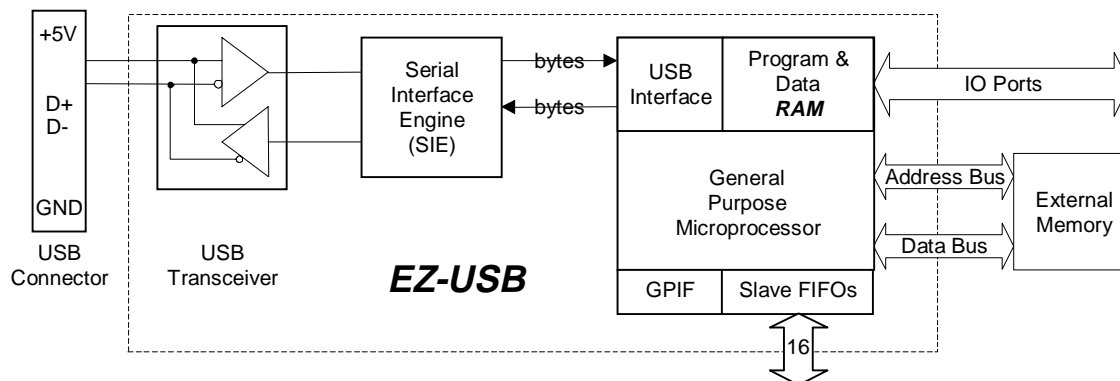 +5V
D+
D-
GND
USB
Connector
USB
Transceiver
Serial
Interface
Engine
(SIE)
EZ-USB
bytes
bytes
USB
Interface
Program &
Data
RAM
General
Purpose
Microprocessor
GPIF
Slave FIFOs
16
IO Ports
Address Bus
Data Bus
External
Memory